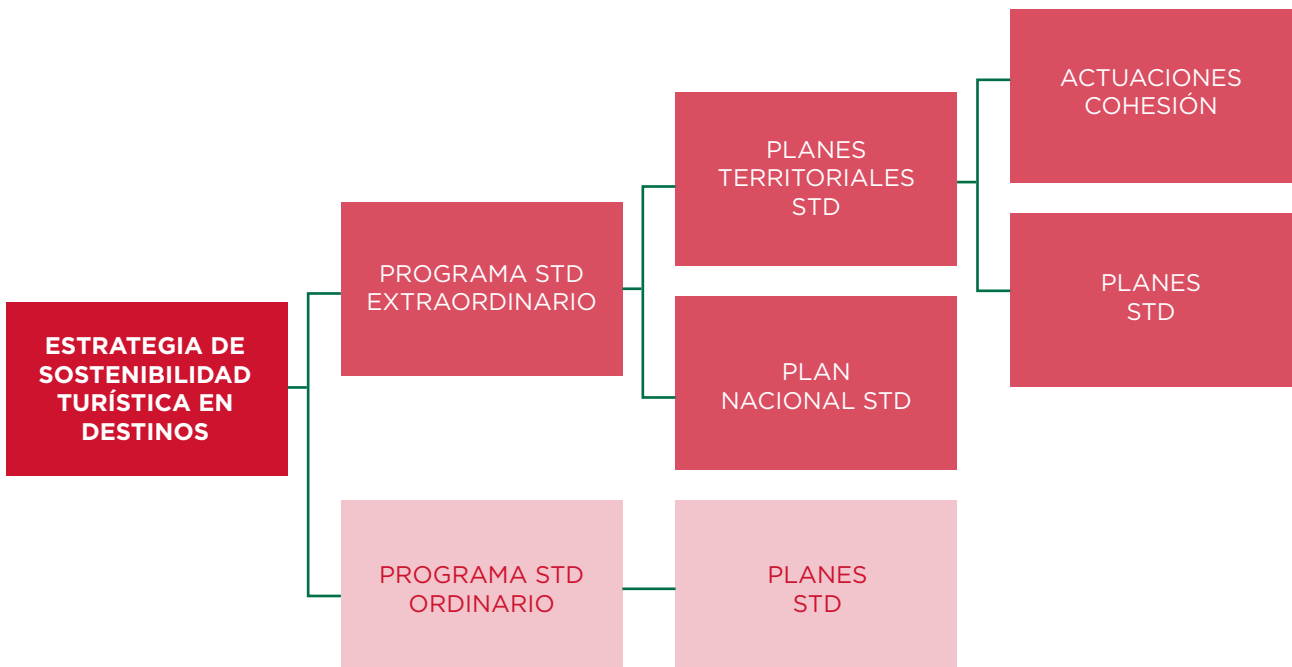 ESTRATEGIA DE
SOSTENIBILIDAD
TURÍSTICA EN
DESTINOS
PROGRAMA STD
EXTRAORDINARIO
PLANES
TERRITORIALES
STD
ACTUACIONES
COHESIÓN
PLANES
STD
PLAN
NACIONAL STD
PROGRAMA STD
ORDINARIO
PLANES
STD